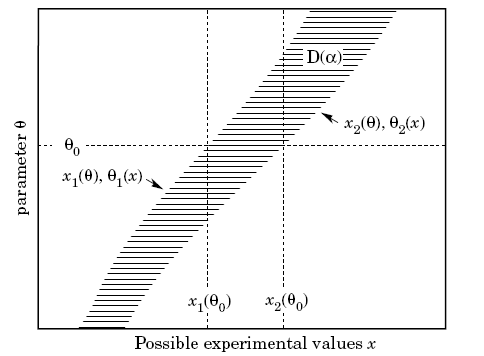 D(α)
x₂(θ), θ₂(x)
θ₀
x₁(θ), θ₁(x)
parameter θ
x₁(θ₀) x₂(θ₀)
Possible experimental values x